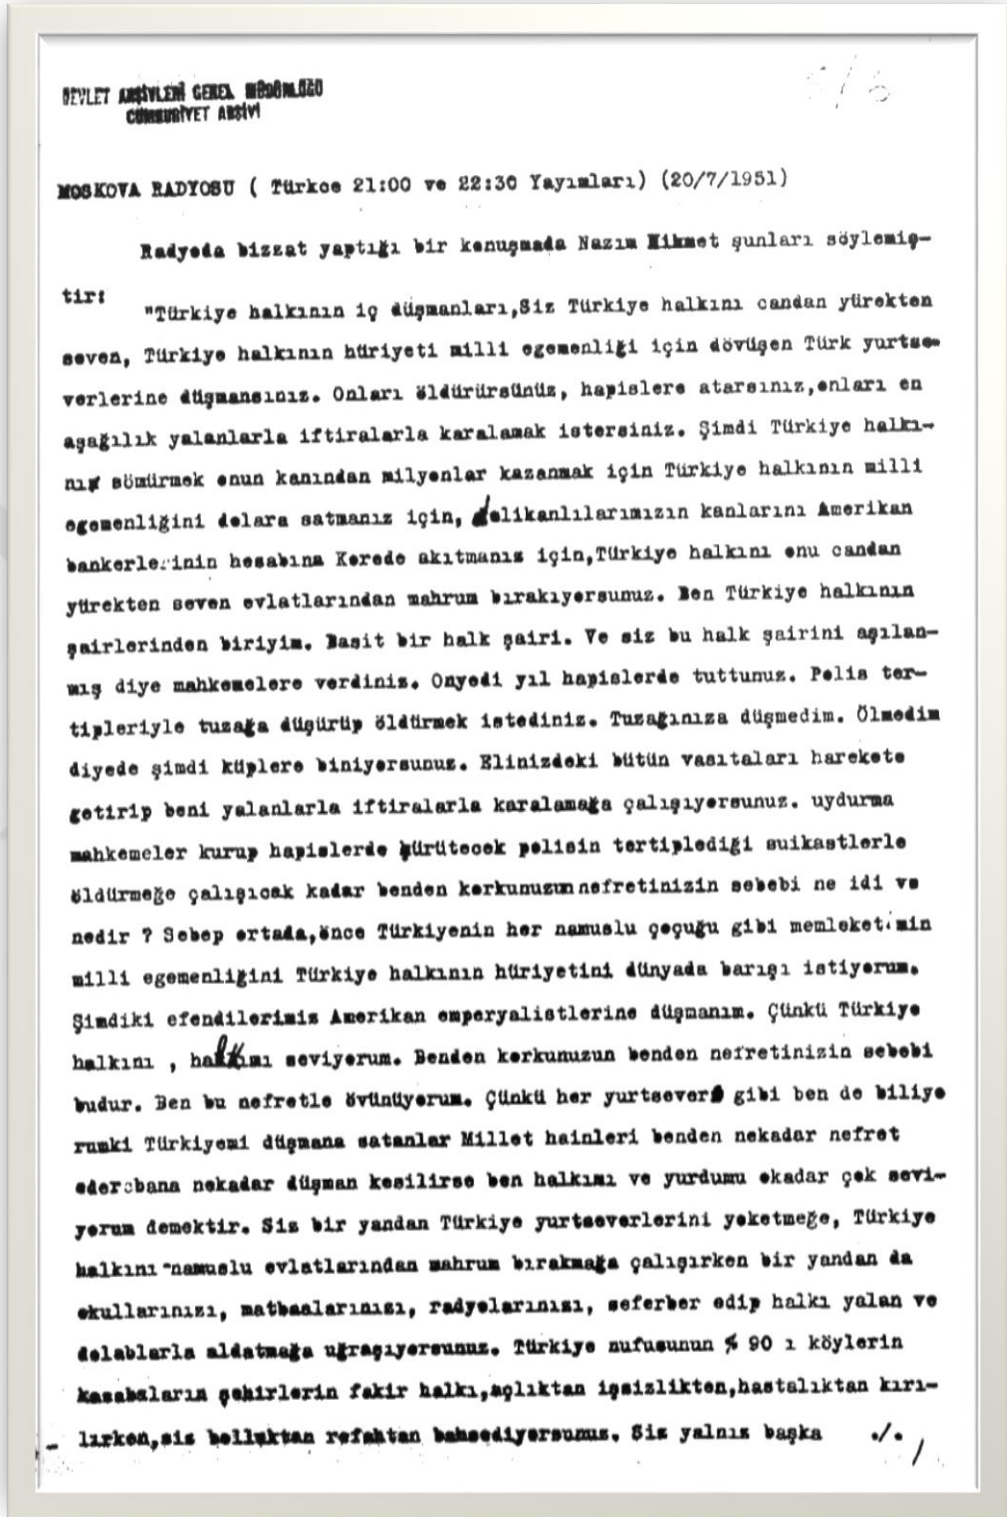 DEVLET ARŞİVLERİ GENEL MÜDÜRLÜĞÜ
CÜMHURİYET ARŞİVİ
MOSKOVA RADYOSU ( Türkce 21:00 ve 22:30 Yayımları) (20/7/1951)
Radyoda bizzat yaptığı bir konuşmada Nazım Hikmet şunları söylemiş-
tir:
"Türkiye halkının iç düşmanları,Siz Türkiye halkını candan yürekten
seven, Türkiye halkının hüriyeti milli egemenliği için dövüşen Türk yurtse-
verlerine düşmansınız. Onları öldürürsünüz, hapislere atarsınız,onları en
aşağılık yalanlarla iftiralarla karalamak istersiniz. Şimdi Türkiye halkı-
nı sömürmek onun kanından milyonlar kazanmak için Türkiye halkının milli
egemenliğini dolara satmanız için, delikanlılarımızın kanlarını Amerikan
bankerlerinin hesabına Korede akıtmanız için,Türkiye halkını onu candan
yürekten seven evlatlarından mahrum bırakıyorsunuz. Ben Türkiye halkının
şairlerinden biriyim. Basit bir halk şairi. Ve siz bu halk şairini aşılan-
mış diye mahkemelere verdiniz. Onyedi yıl hapislerde tuttunuz. Polis ter-
tipleriyle tuzağa düşürüp öldürmek istediniz. Tuzağınıza düşmedim. Ölmedim
diyede şimdi küplere biniyorsunuz. Elinizdeki bütün vasıtaları harekete
getirip beni yalanlarla iftiralarla karalamağa çalışıyorsunuz. uydurma
mahkemeler kurup hapislerde çürütecek polisin tertiplediği suikastlerle
öldürmeğe çalışıcak kadar benden korkunuzun nefretinizin sebebi ne idi ve
nedir ? Sebep ortada,önce Türkiyenin her namuslu çoçuğu gibi memleketimin
milli egemenliğini Türkiye halkının hüriyetini dünyada barışı istiyorum.
Şimdiki efendilerimiz Amerikan emperyalistlerine düşmanım. Çünkü Türkiye
halkını , halkımı seviyorum. Benden korkunuzun benden nefretinizin sebebi
budur. Ben bu nefretle övünüyorum. Çünkü her yurtsever gibi ben de biliyo
rumki Türkiyemi düşmana satanlar Millet hainleri benden nekadar nefret
ederse bana nekadar düşman kesilirse ben halkımı ve yurdumu okadar çok sevi-
yorum demektir. Siz bir yandan Türkiye yurtseverlerini yoketmeğe, Türkiye
halkını namuslu evlatlarından mahrum bırakmağa çalışırken bir yandan da
okullarınızı, matbaalarınızı, radyolarınızı, seferber edip halkı yalan ve
dolablarla aldatmağa uğraşıyorsunuz. Türkiye nufusunun % 90 ı köylerin
kasabaların şehirlerin fakir halkı,açlıktan işsizlikten,hastalıktan kırı-
lırken,siz bolluktan refahtan bahsediyorsunuz. Siz yalnız başka ./.